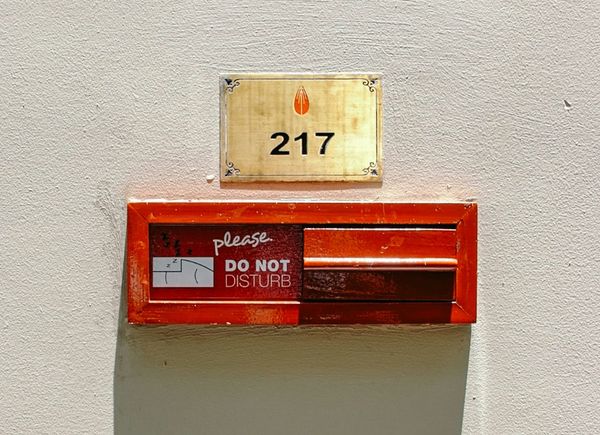 217
please
DO NOT
DISTURB